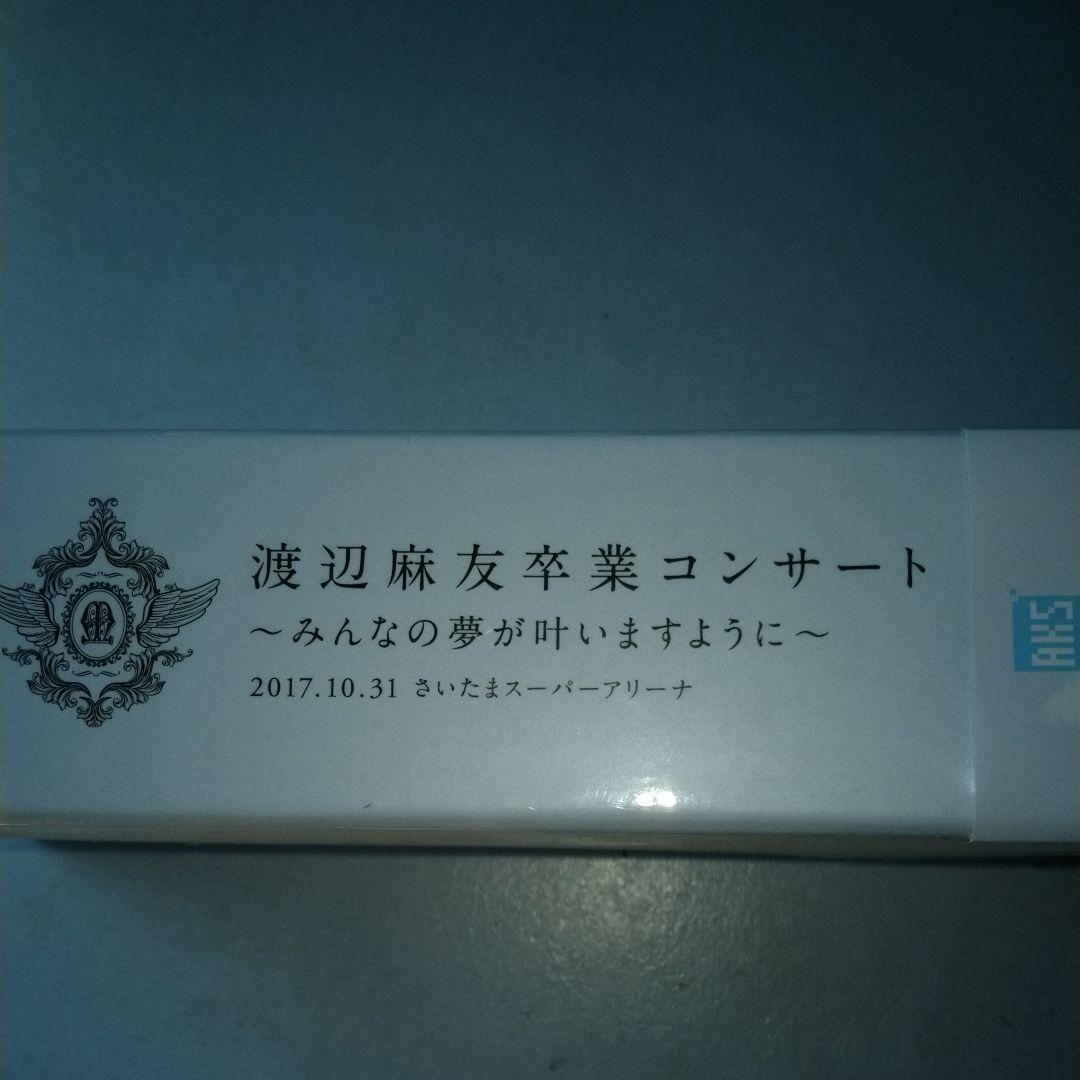 渡辺麻友卒業コンサート
～みんなの夢が叶いますように～
2017.10.31 さいたまスーパーアリーナ
M
AKS